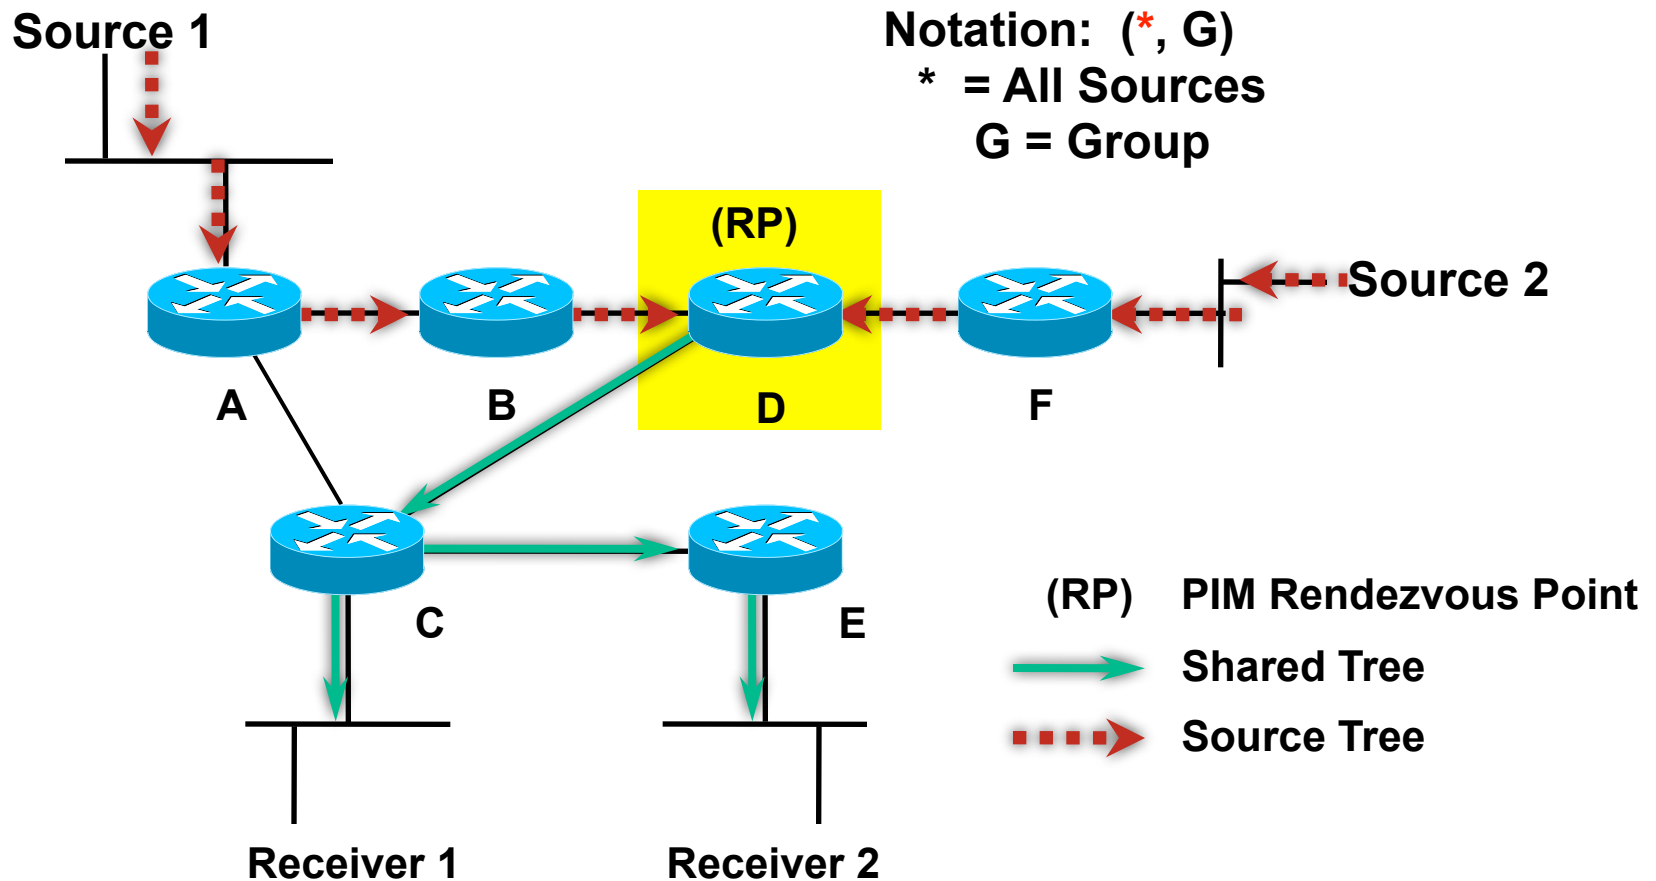 Source 1
Notation: (*, G)
* = All Sources
G = Group
(RP)
Source 2
A
B
D
F
C
E
(RP) PIM Rendezvous Point
Shared Tree
Source Tree
Receiver 1
Receiver 2